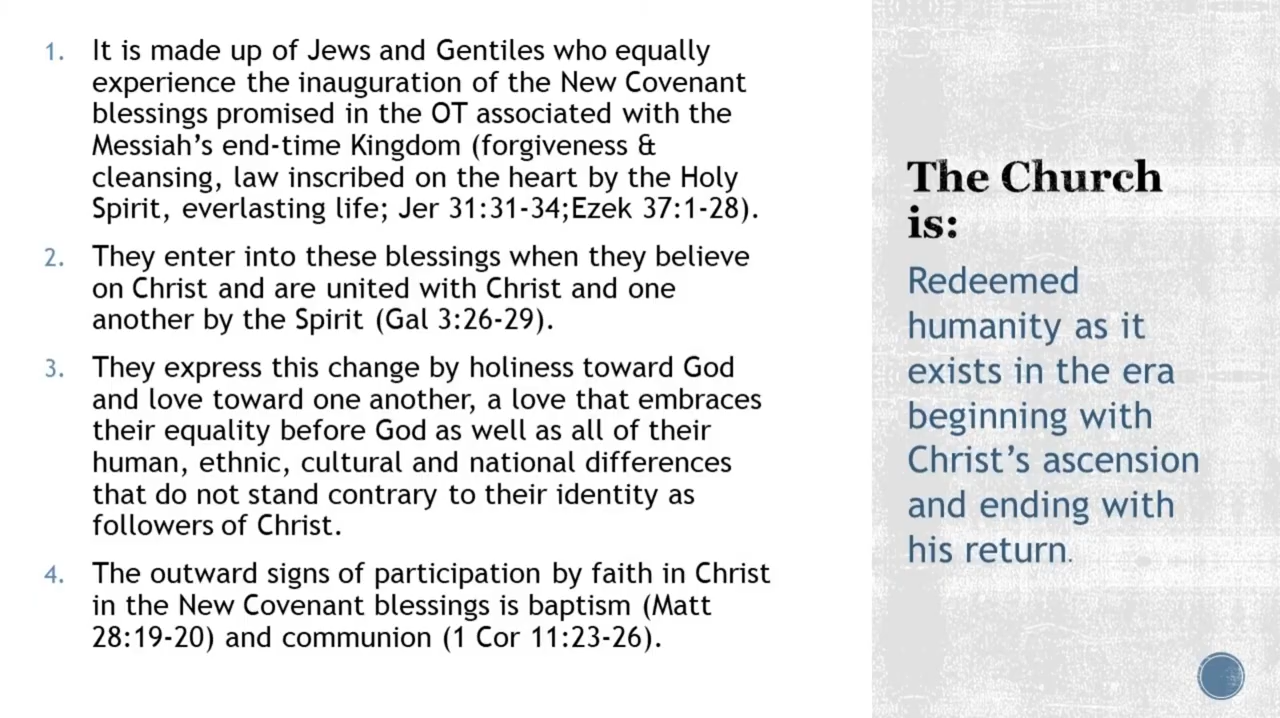 1. It is made up of Jews and Gentiles who equally
experience the inauguration of the New Covenant
blessings promised in the OT associated with the
Messiah’s end-time Kingdom (forgiveness &
cleansing, law inscribed on the heart by the Holy
Spirit, everlasting life; Jer 31:31-34;Ezek 37:1-28).
2. They enter into these blessings when they believe
on Christ and are united with Christ and one
another by the Spirit (Gal 3:26-29).
3. They express this change by holiness toward God
and love toward one another, a love that embraces
their equality before God as well as all of their
human, ethnic, cultural and national differences
that do not stand contrary to their identity as
followers of Christ.
4. The outward signs of participation by faith in Christ
in the New Covenant blessings is baptism (Matt
28:19-20) and communion (1 Cor 11:23-26).
The Church
is:
Redeemed
humanity as it
exists in the era
beginning with
Christ’s ascension
and ending with
his return.